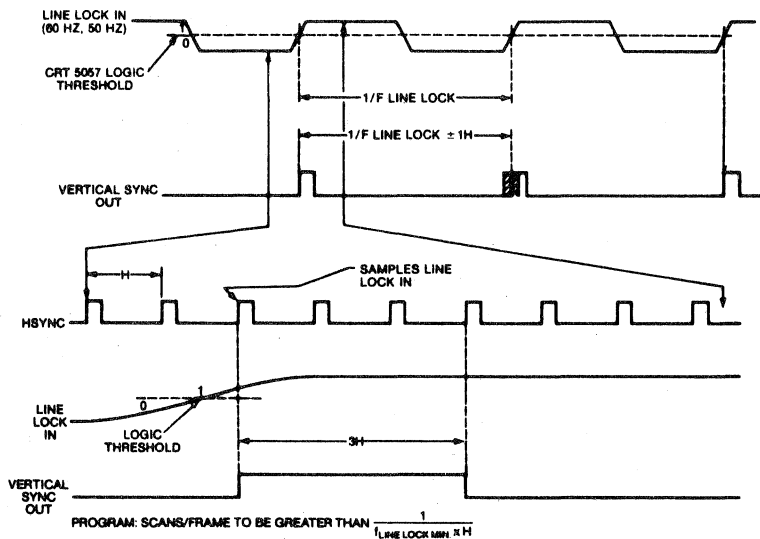 LINE LOCK IN
(60 HZ, 50 HZ)
1
0
CRT 5057 LOGIC
THRESHOLD
1/F LINE LOCK
1/F LINE LOCK ± 1H
VERTICAL SYNC
OUT
H
SAMPLES LINE
LOCK IN
HSYNC
1
0
LINE
LOCK
IN
LOGIC
THRESHOLD
3H
VERTICAL
SYNC
OUT
PROGRAM: SCANS/FRAME TO BE GREATER THAN 1
fLINE LOCK MIN. x H